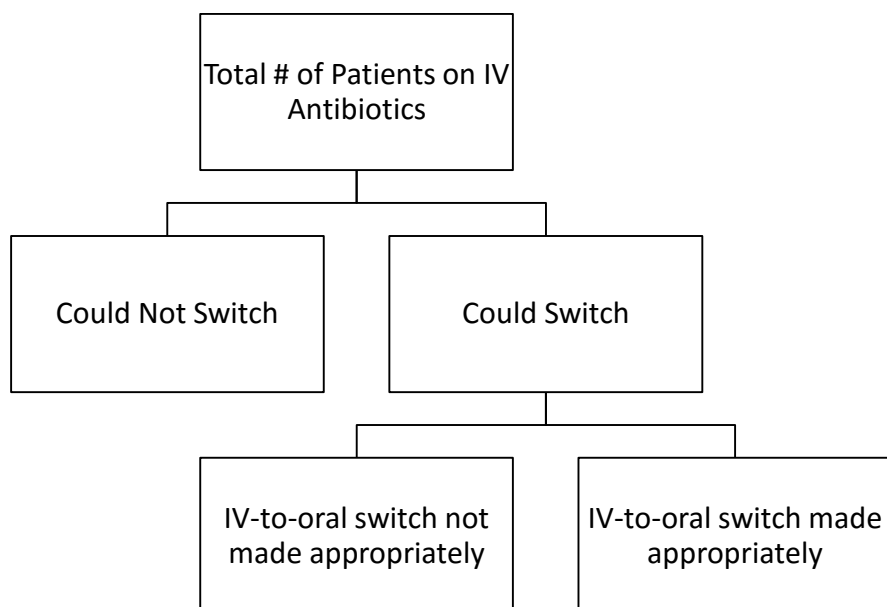 Total # of Patients on IV
Antibiotics
Could Not Switch
Could Switch
IV-to-oral switch not
made appropriately
IV-to-oral switch made
appropriately